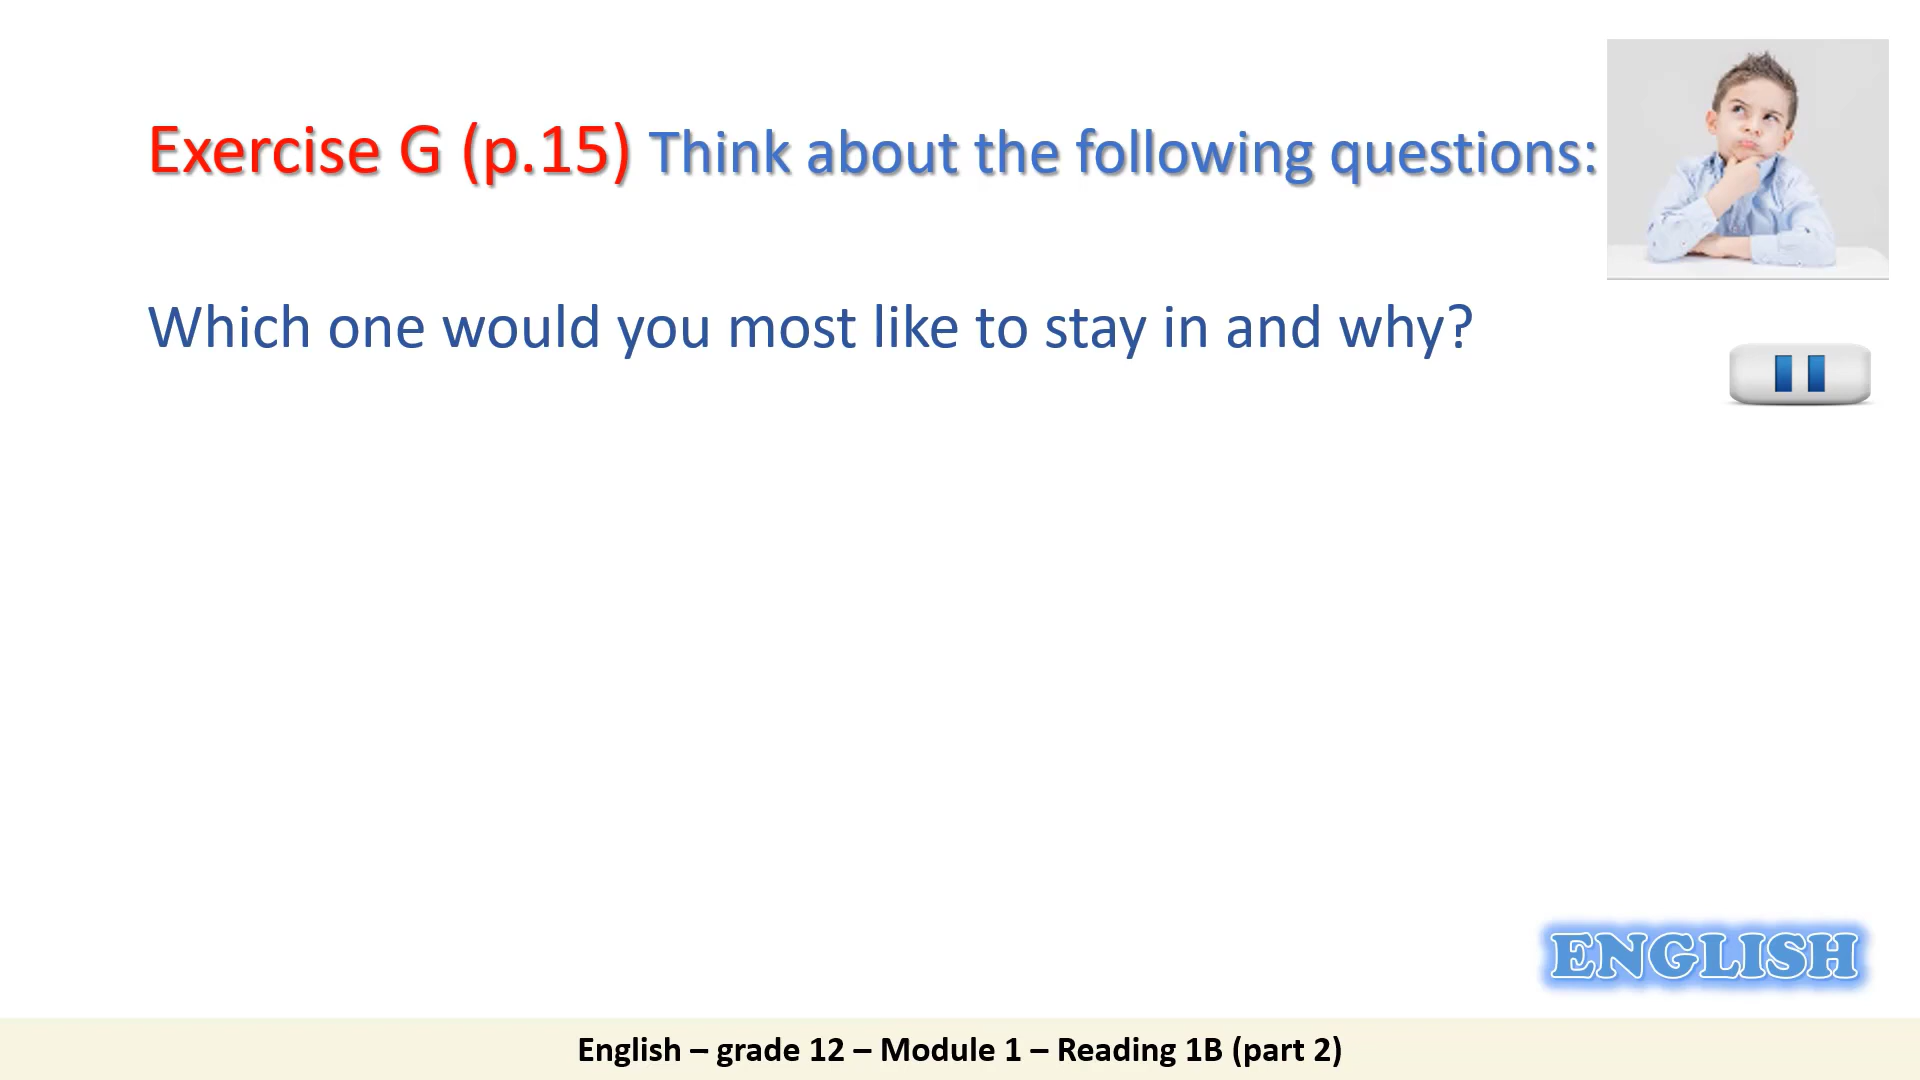 Exercise G (p.15) Think about the following questions:
Which one would you most like to stay in and why?
ENGLISH
English – grade 12 – Module 1 – Reading 1B (part 2)